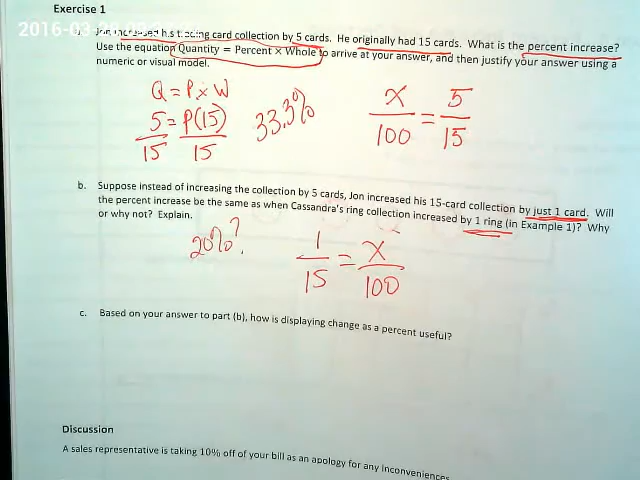 Exercise 1
2016-03-
Jon increased his trading card collection by 5 cards. He originally had 15 cards. What is the percent increase?
Use the equation Quantity = Percent × Whole to arrive at your answer, and then justify your answer using a
numeric or visual model.
Q = P × W
5 = P(15)
15 15
33.3%
x 5
100 = 15
b. Suppose instead of increasing the collection by 5 cards, Jon increased his 15-card collection by just 1 card. Will
the percent increase be the same as when Cassandra's ring collection increased by 1 ring (in Example 1)? Why
or why not? Explain.
20%?
1 x
15 = 100
c. Based on your answer to part (b), how is displaying change as a percent useful?
Discussion
A sales representative is taking 10% off of your bill as an apology for any inconveniences